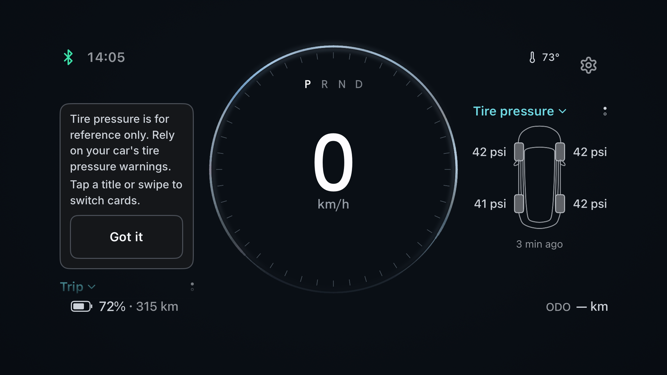 14:05
73°
P R N D
Tire pressure is for
reference only. Rely
on your car's tire
pressure warnings.
Tap a title or swipe to
switch cards.
Got it
0
km/h
Tire pressure
42 psi
42 psi
41 psi
42 psi
3 min ago
Trip
72% · 315 km
ODO — km